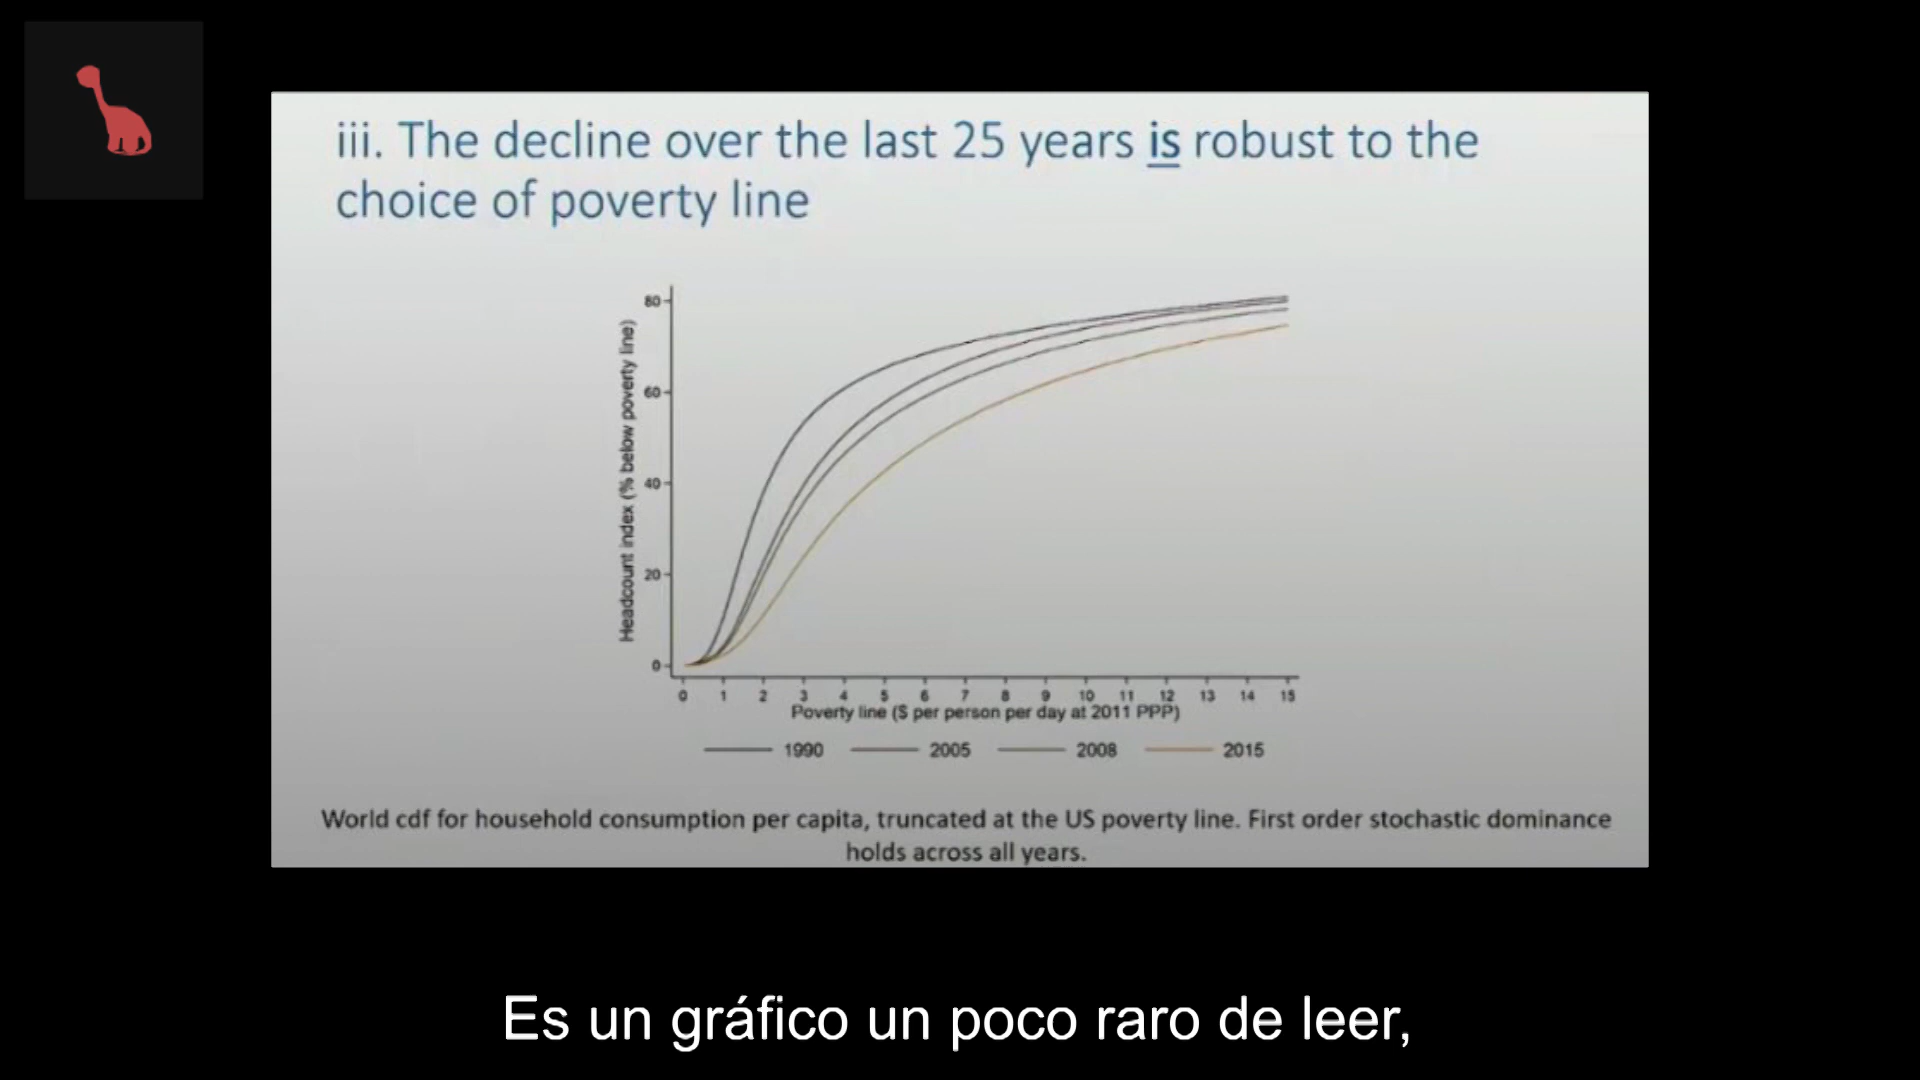 iii. The decline over the last 25 years is robust to the
choice of poverty line
Headcount index (% below poverty line)
80
60
40
20
0
0 1 2 3 4 5 6 7 8 9 10 11 12 13 14 15
Poverty line ($ per person per day at 2011 PPP)
1990 2005 2008 2015
World cdf for household consumption per capita, truncated at the US poverty line. First order stochastic dominance
holds across all years.
Es un gráfico un poco raro de leer,